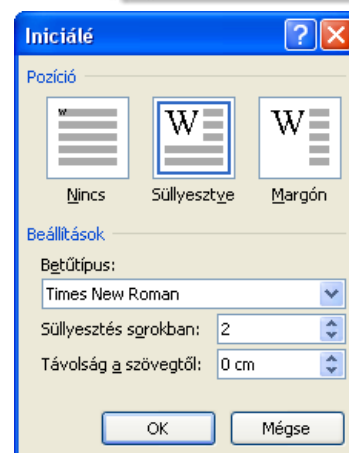 Iniciálé
Pozíció
W W W
Nincs Süllyesztve Margón
Beállítások
Betűtípus:
Times New Roman
Süllyesztés sorokban: 2
Távolság a szövegtől: 0 cm
OK Mégse